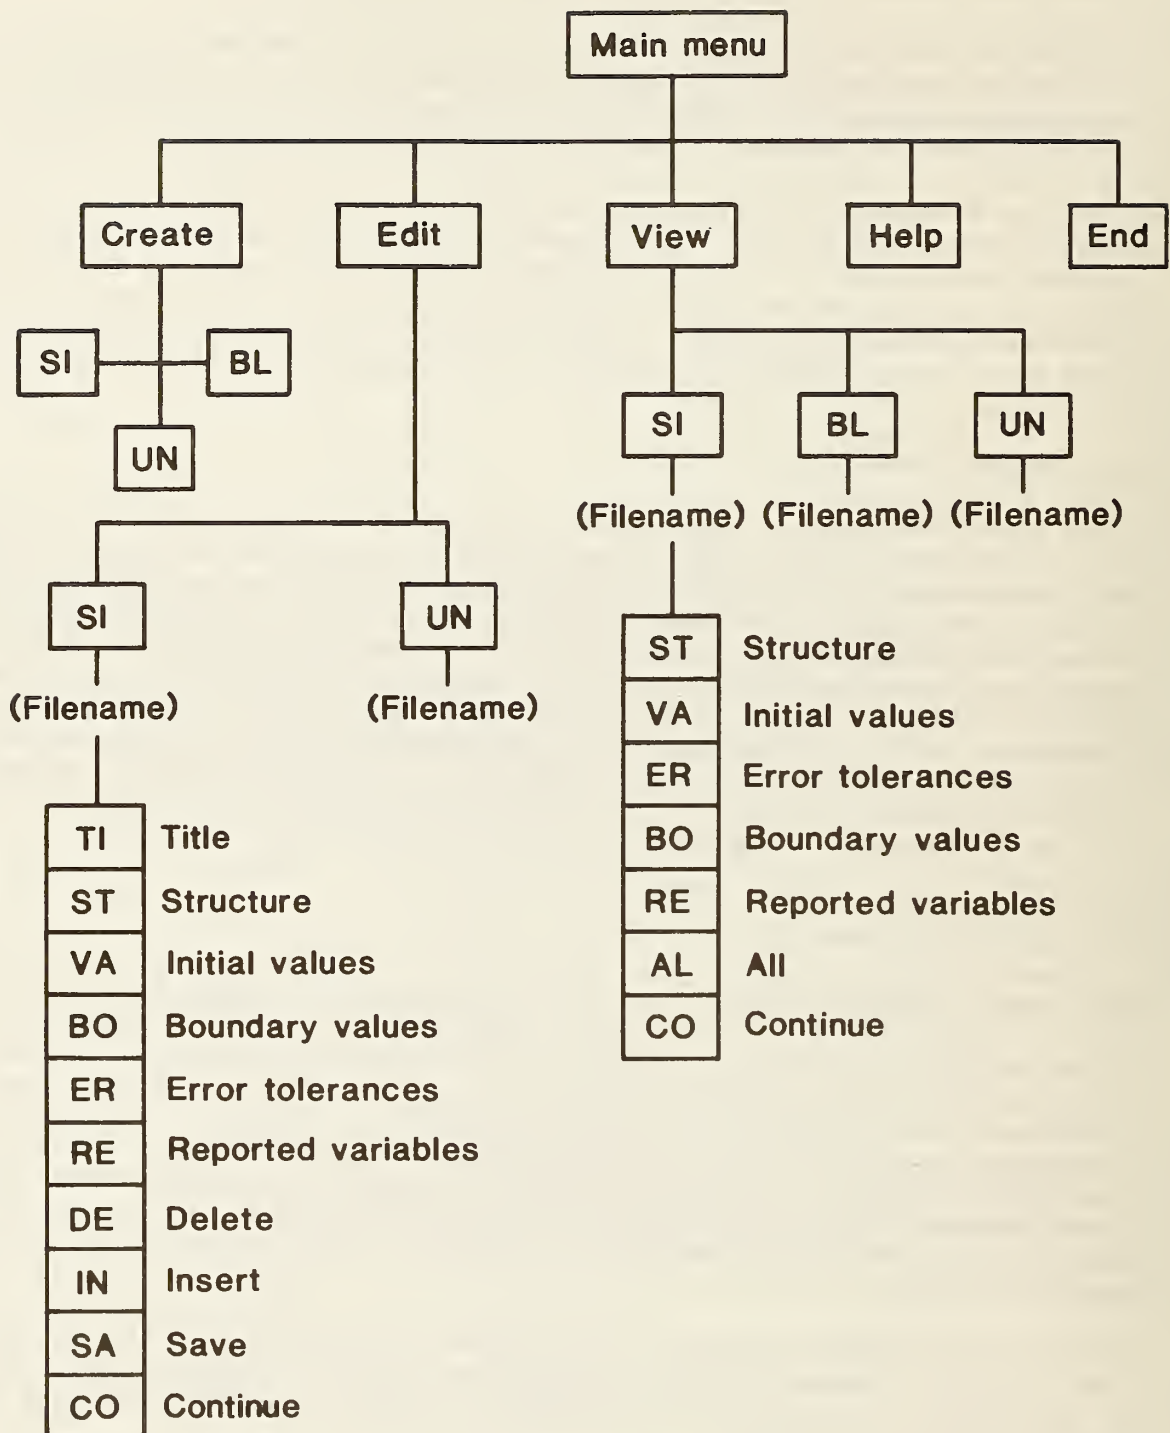 Main menu
Create
Edit
View
Help
End
SI
BL
UN
SI
BL
UN
(Filename) (Filename) (Filename)
SI
UN
(Filename)
(Filename)
ST Structure
VA Initial values
ER Error tolerances
BO Boundary values
RE Reported variables
AL All
CO Continue
TI Title
ST Structure
VA Initial values
BO Boundary values
ER Error tolerances
RE Reported variables
DE Delete
IN Insert
SA Save
CO Continue